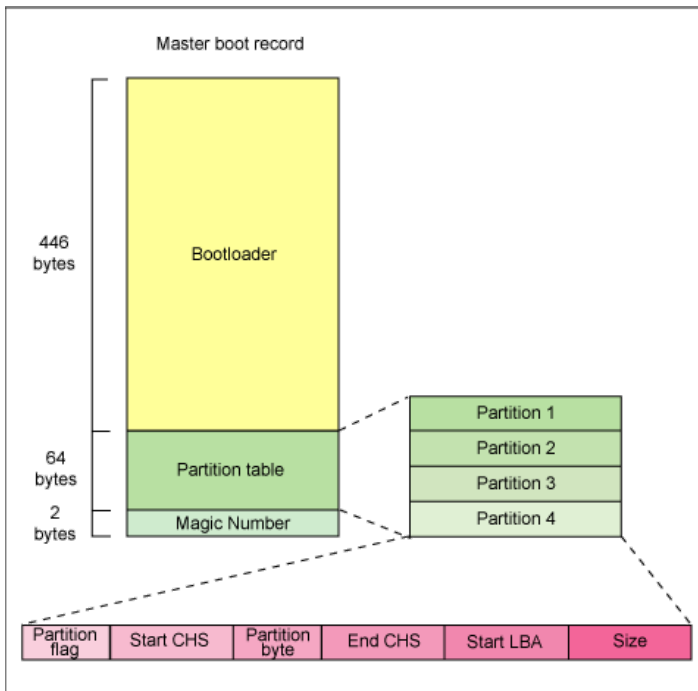 Master boot record
446
bytes
Bootloader
Partition 1
Partition 2
Partition 3
Partition 4
64
bytes
Partition table
2
bytes
Magic Number
Partition
flag
Start CHS
Partition
byte
End CHS
Start LBA
Size